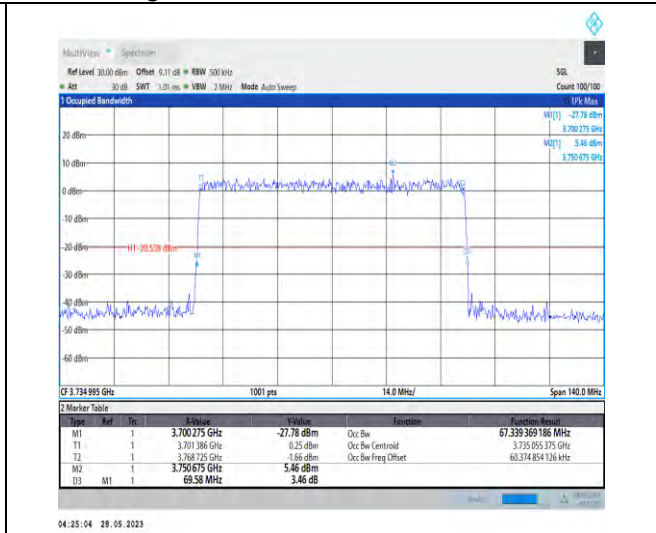 MultiView Spectrum
Ref Level 30.00 dBm Offset 9.11 dB RBW 500 kHz SGL
Att 30 dB SWT 1.01 ms VBW 2 MHz Mode Auto Sweep Count 100/100
1 Occupied Bandwidth 1Pk Max
M1[1] -27.78 dBm
3.700 275 GHz
M2[1] 5.46 dBm
3.750 675 GHz
20 dBm
10 dBm
0 dBm
-10 dBm
-20 dBm
-30 dBm
-40 dBm
-50 dBm
-60 dBm
H1 -20.538 dBm
T1
M2
M1
CF 3.734 995 GHz 1001 pts 14.0 MHz/ Span 140.0 MHz
2 Marker Table
Type Ref Trc X-Value Y-Value Function Function Result
M1 1 3.700 275 GHz -27.78 dBm Occ Bw 67.339 369 186 MHz
T1 1 3.701 386 GHz 0.25 dBm Occ Bw Centroid 3.735 055 375 GHz
T2 1 3.768 725 GHz -1.66 dBm Occ Bw Freq Offset 60.374 854 126 kHz
M2 1 3.750 675 GHz 5.46 dBm
D3 M1 1 69.58 MHz 3.46 dB
04:25:04 28.05.2023